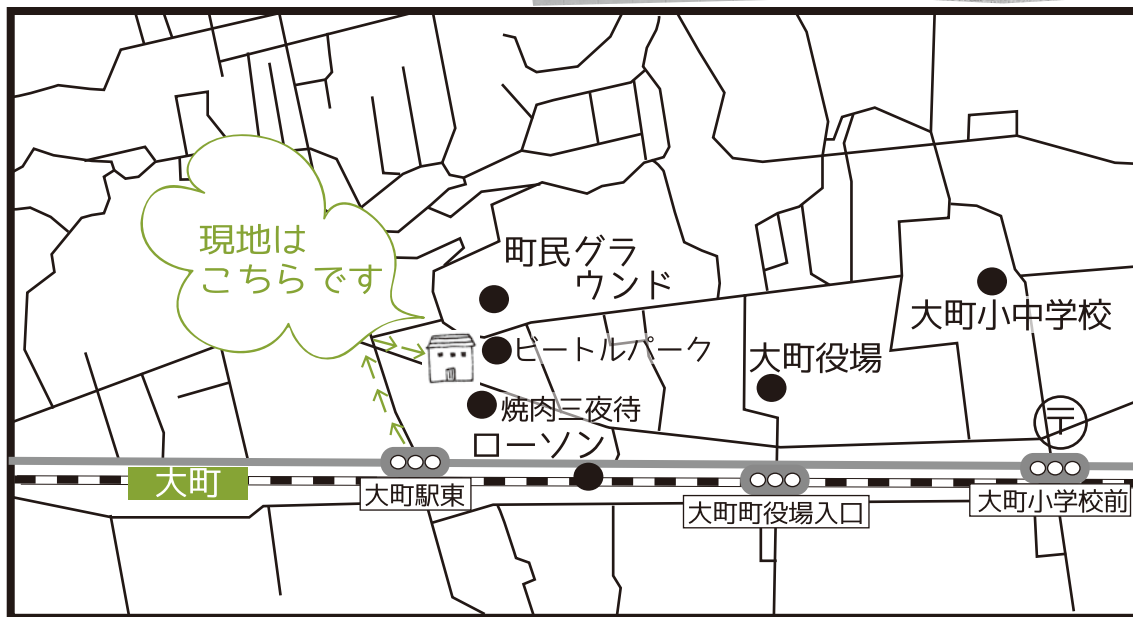 現地は
こちらです
町民グラ
ウンド
ビートルパーク
焼肉三夜待
ローソン
大町役場
大町小中学校
〒
大町
大町駅東
大町町役場入口
大町小学校前